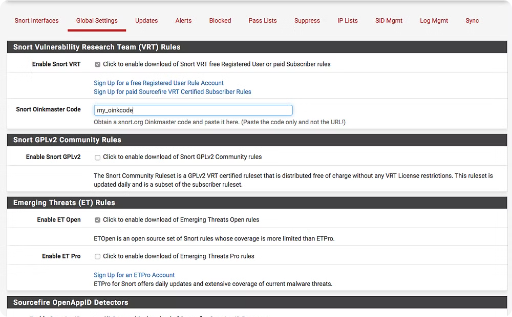 Snort Interfaces Global Settings Updates Alerts Blocked Pass Lists Suppress IP Lists SID Mgmt Log Mgmt Sync
Snort Vulnerability Research Team (VRT) Rules
Enable Snort VRT Click to enable download of Snort VRT free Registered User or paid Subscriber rules
Sign Up for a free Registered User Rule Account
Sign Up for paid Sourcefire VRT Certified Subscriber Rules
Snort Oinkmaster Code my_oinkcode
Obtain a snort.org Oinkmaster code and paste it here. (Paste the code only and not the URL!)
Snort GPLv2 Community Rules
Enable Snort GPLv2 Click to enable download of Snort GPLv2 Community rules
The Snort Community Ruleset is a GPLv2 VRT certified ruleset that is distributed free of charge without any VRT License restrictions. This ruleset is
updated daily and is a subset of the subscriber ruleset.
Emerging Threats (ET) Rules
Enable ET Open Click to enable download of Emerging Threats Open rules
ETOpen is an open source set of Snort rules whose coverage is more limited than ETPro.
Enable ET Pro Click to enable download of Emerging Threats Pro rules
Sign Up for an ETPro Account
ETPro for Snort offers daily updates and extensive coverage of current malware threats.
Sourcefire OpenAppID Detectors